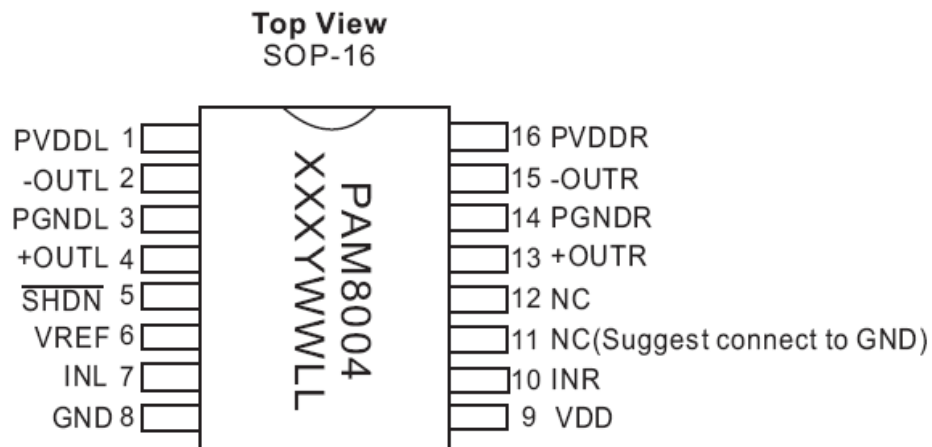 Top View
SOP-16
PVDDL 1
-OUTL 2
PGNDL 3
+OUTL 4
SHDN 5
VREF 6
INL 7
GND 8
PAM8004
XXXYWWLL
16 PVDDR
15 -OUTR
14 PGNDR
13 +OUTR
12 NC
11 NC(Suggest connect to GND)
10 INR
9 VDD